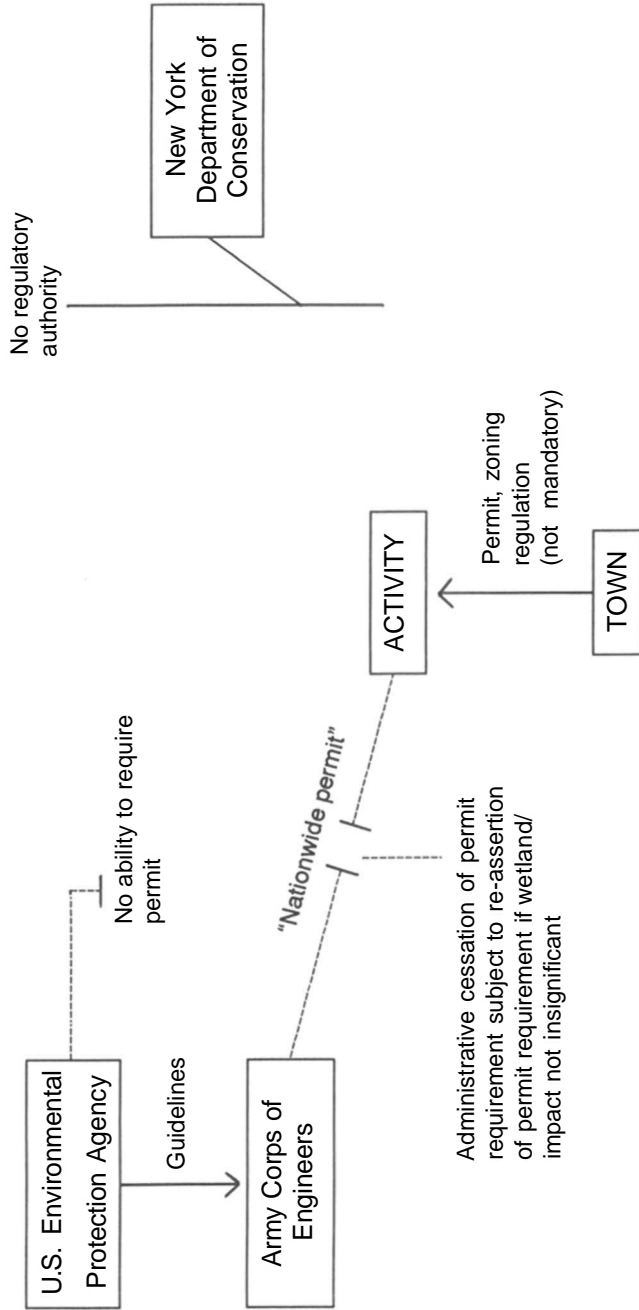 U.S. Environmental
Protection Agency
No ability to require
permit
Guidelines
Army Corps of
Engineers
"Nationwide permit"
Administrative cessation of permit
requirement subject to re-assertion
of permit requirement if wetland/
impact not insignificant
ACTIVITY
Permit, zoning
regulation
(not mandatory)
TOWN
No regulatory
authority
New York
Department of
Conservation